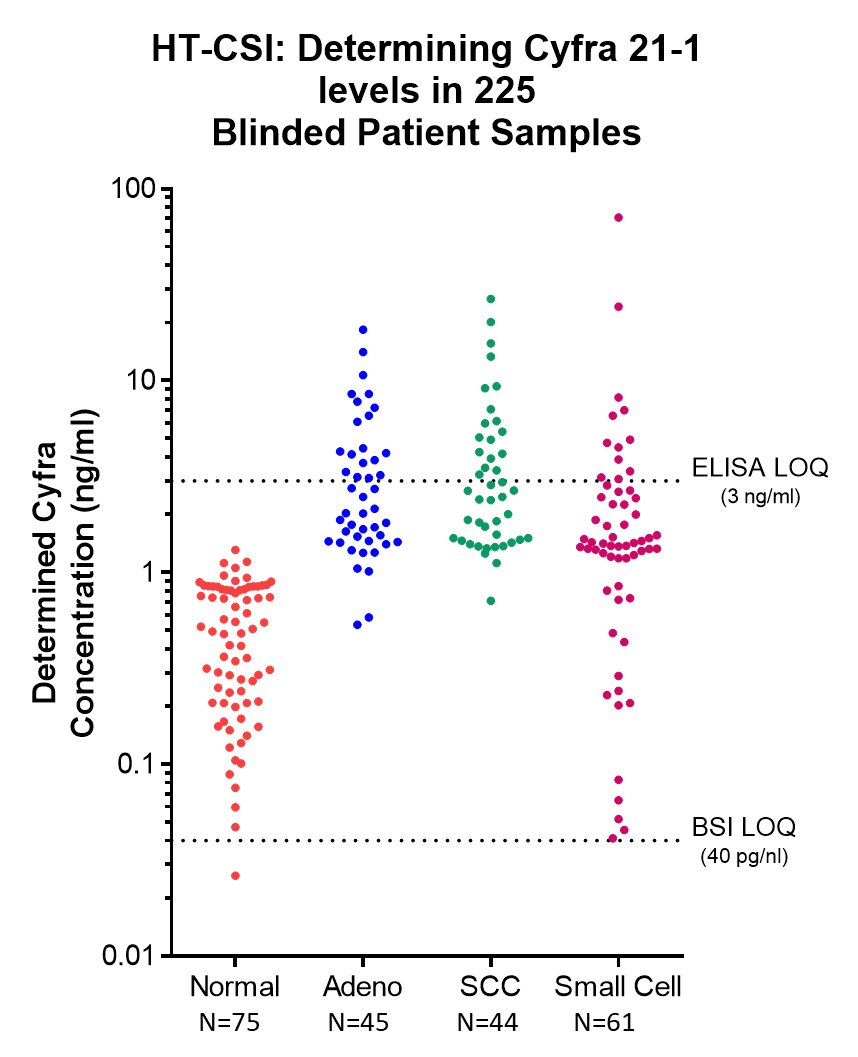 HT-CSI: Determining Cyfra 21-1
levels in 225
Blinded Patient Samples
100
10
1
0.1
0.01
Determined Cyfra
Concentration (ng/ml)
ELISA LOQ
(3 ng/ml)
BSI LOQ
(40 pg/nl)
Normal Adeno SCC Small Cell
N=75 N=45 N=44 N=61